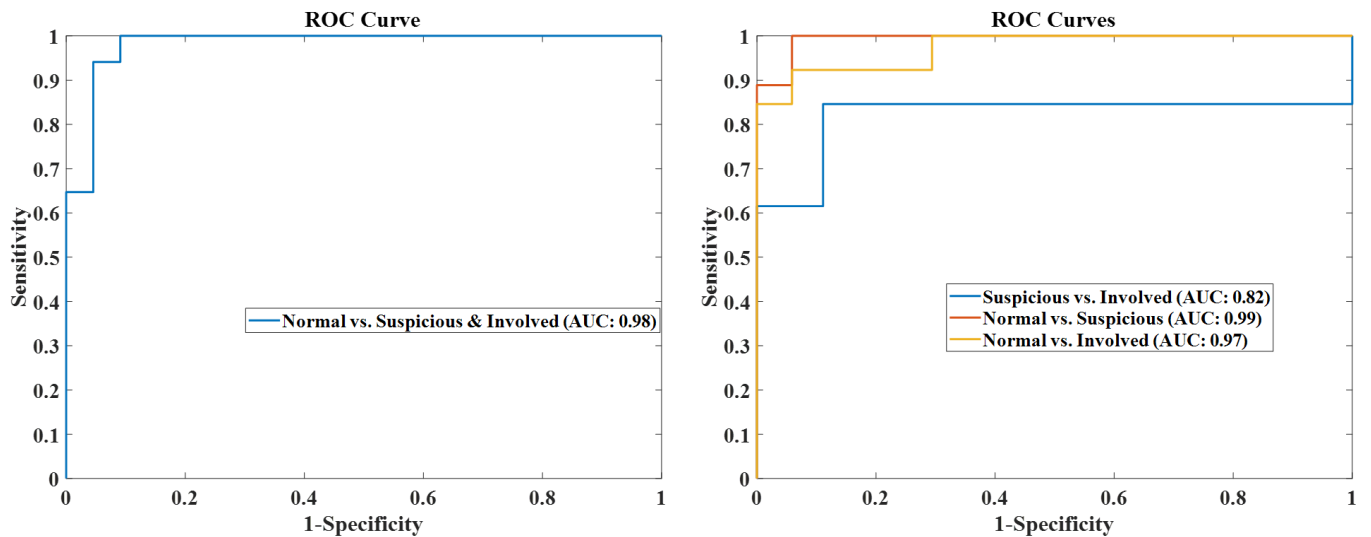 ROC Curve
1
0.9
0.8
0.7
0.6
0.5
0.4
0.3
0.2
0.1
0
Sensitivity
Normal vs. Suspicious & Involved (AUC: 0.98)
0 0.2 0.4 0.6 0.8 1
1-Specificity
ROC Curves
1
0.9
0.8
0.7
0.6
0.5
0.4
0.3
0.2
0.1
0
Sensitivity
Suspicious vs. Involved (AUC: 0.82)
Normal vs. Suspicious (AUC: 0.99)
Normal vs. Involved (AUC: 0.97)
0 0.2 0.4 0.6 0.8 1
1-Specificity